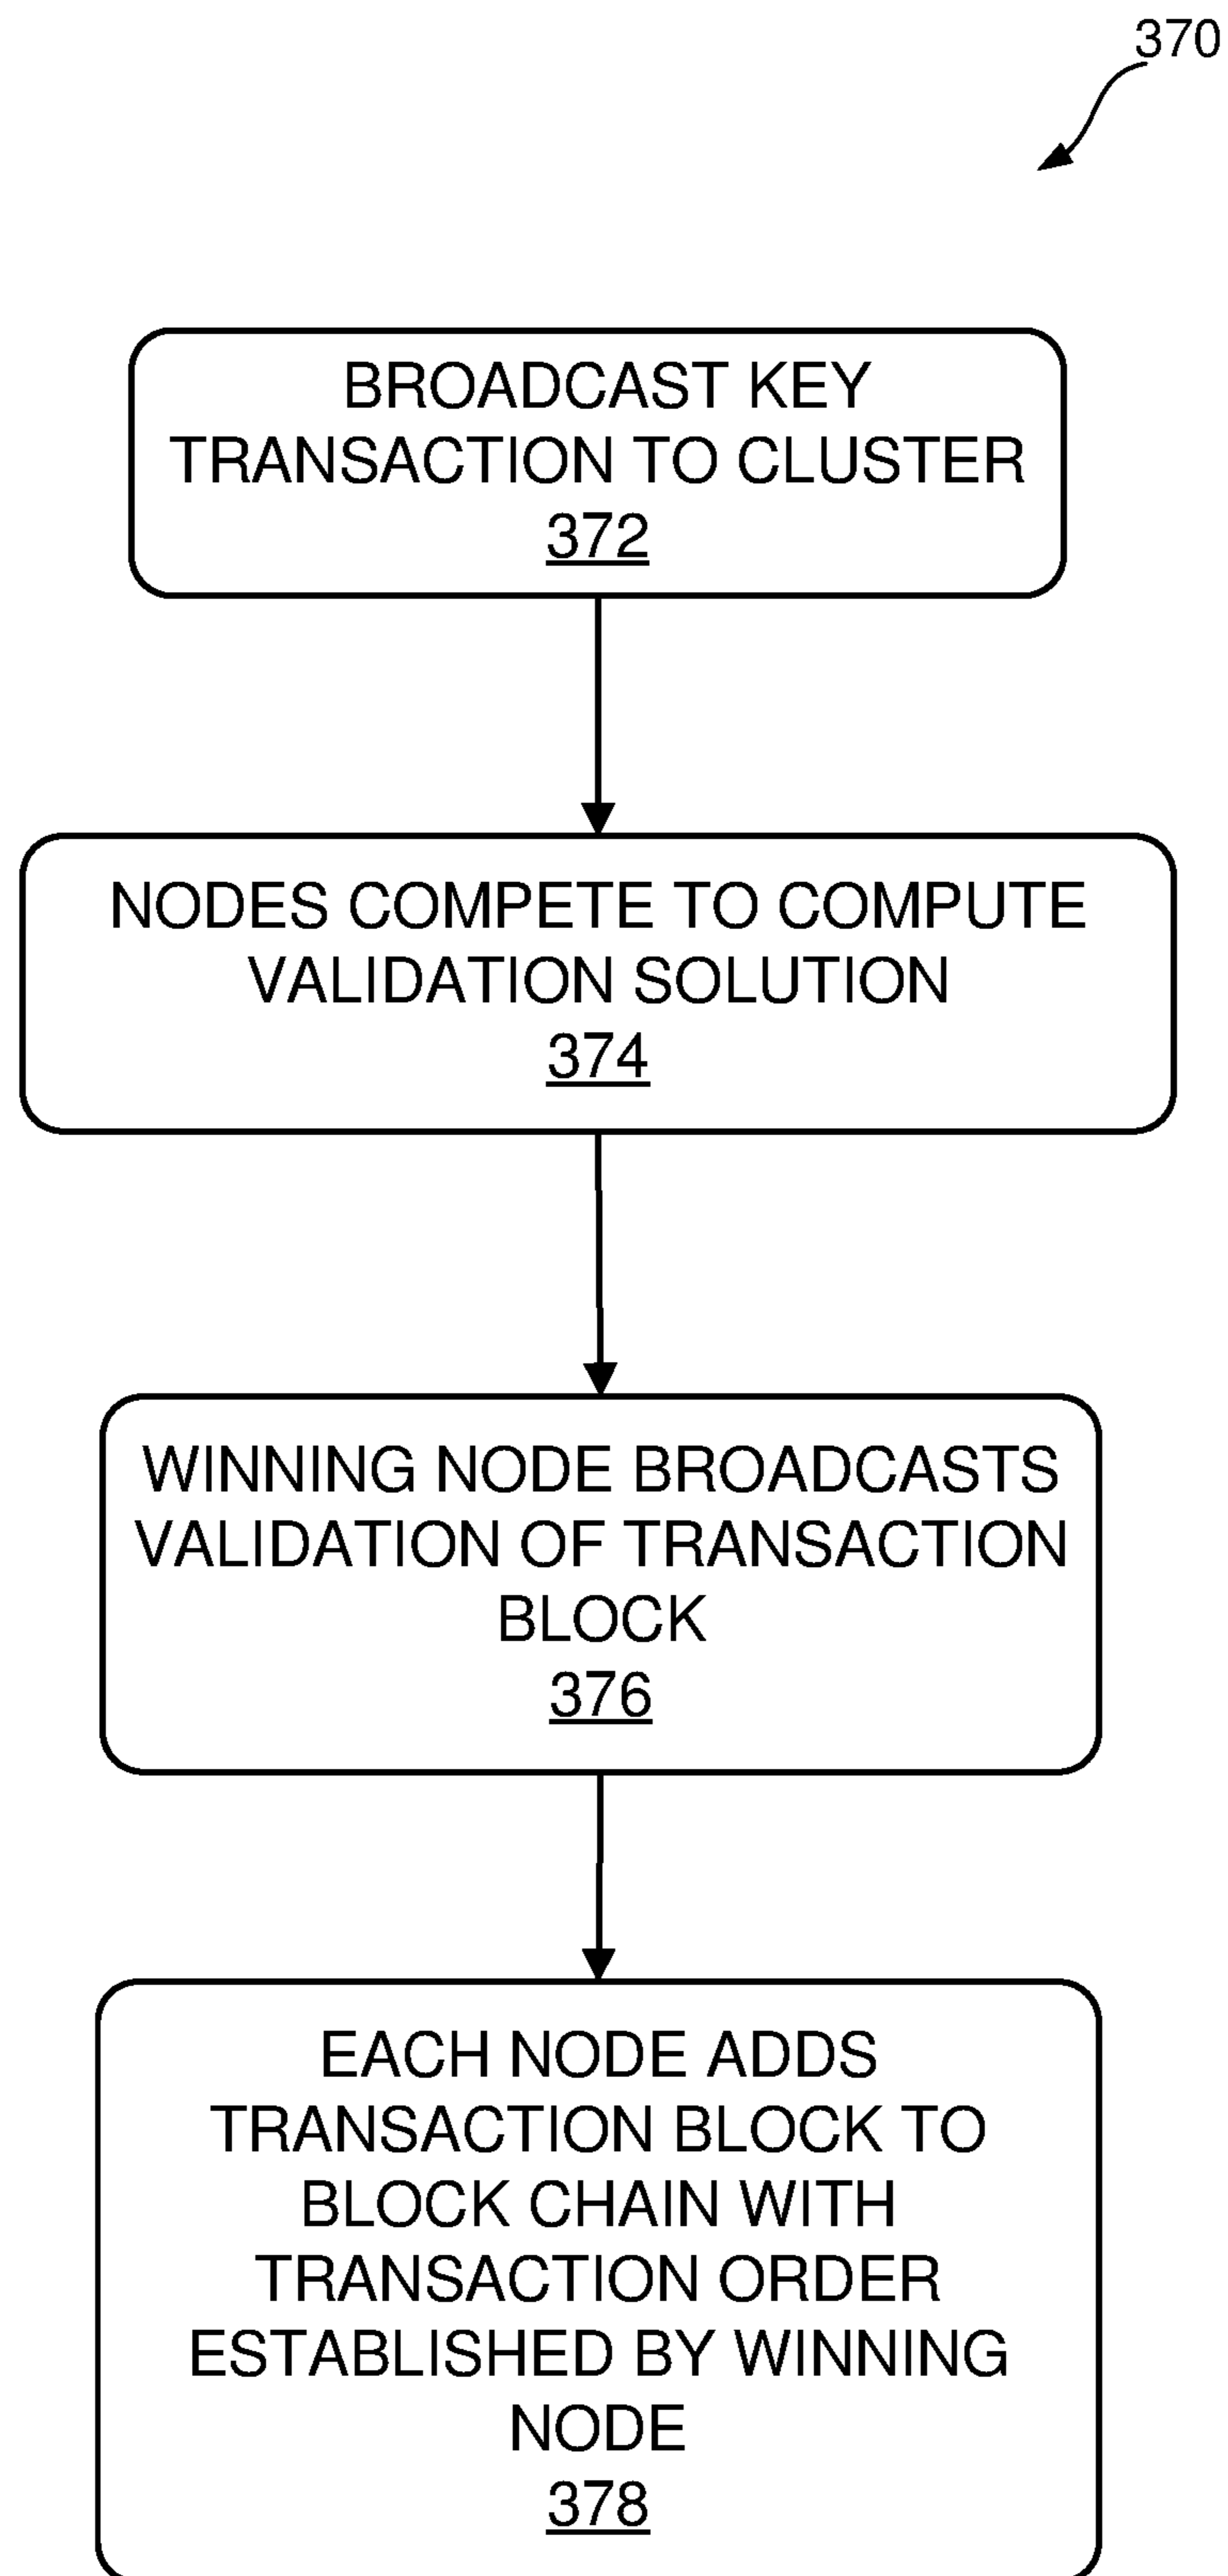 370
BROADCAST KEY
TRANSACTION TO CLUSTER
372
NODES COMPETE TO COMPUTE
VALIDATION SOLUTION
374
WINNING NODE BROADCASTS
VALIDATION OF TRANSACTION
BLOCK
376
EACH NODE ADDS
TRANSACTION BLOCK TO
BLOCK CHAIN WITH
TRANSACTION ORDER
ESTABLISHED BY WINNING
NODE
378